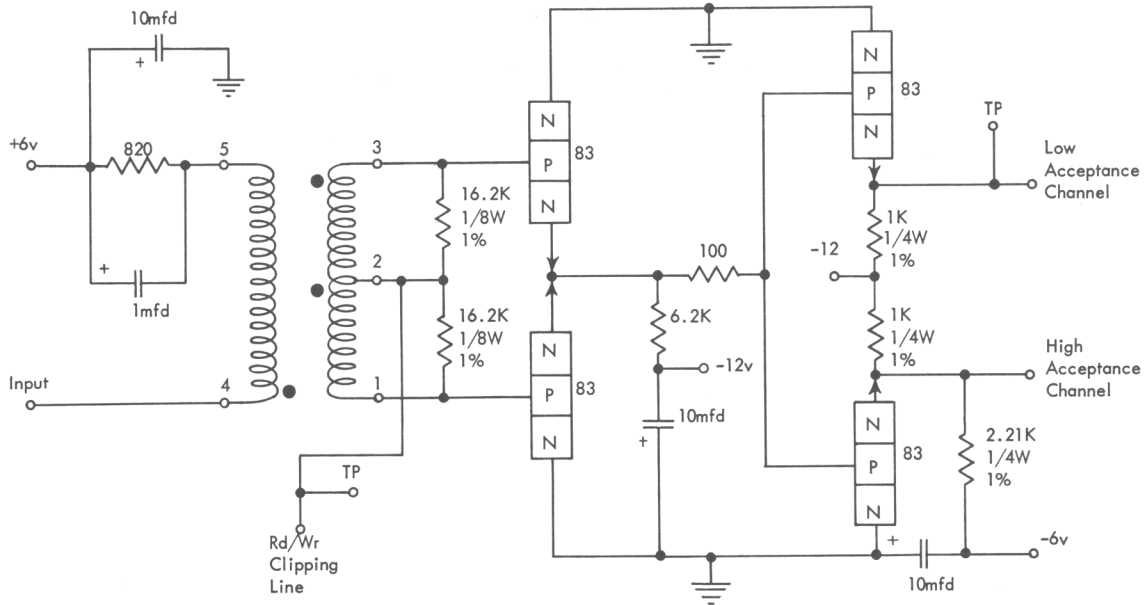 10mfd
+
+6v
820
5
+
1mfd
Input
4
3
16.2K
1/8W
1%
2
16.2K
1/8W
1%
1
TP
Rd/Wr
Clipping
Line
N
P
N
83
N
P
N
83
100
6.2K
-12v
10mfd
+
N
P
N
83
TP
Low
Acceptance
Channel
1K
1/4W
1%
-12
1K
1/4W
1%
High
Acceptance
Channel
N
P
N
83
2.21K
1/4W
1%
+
10mfd
-6v